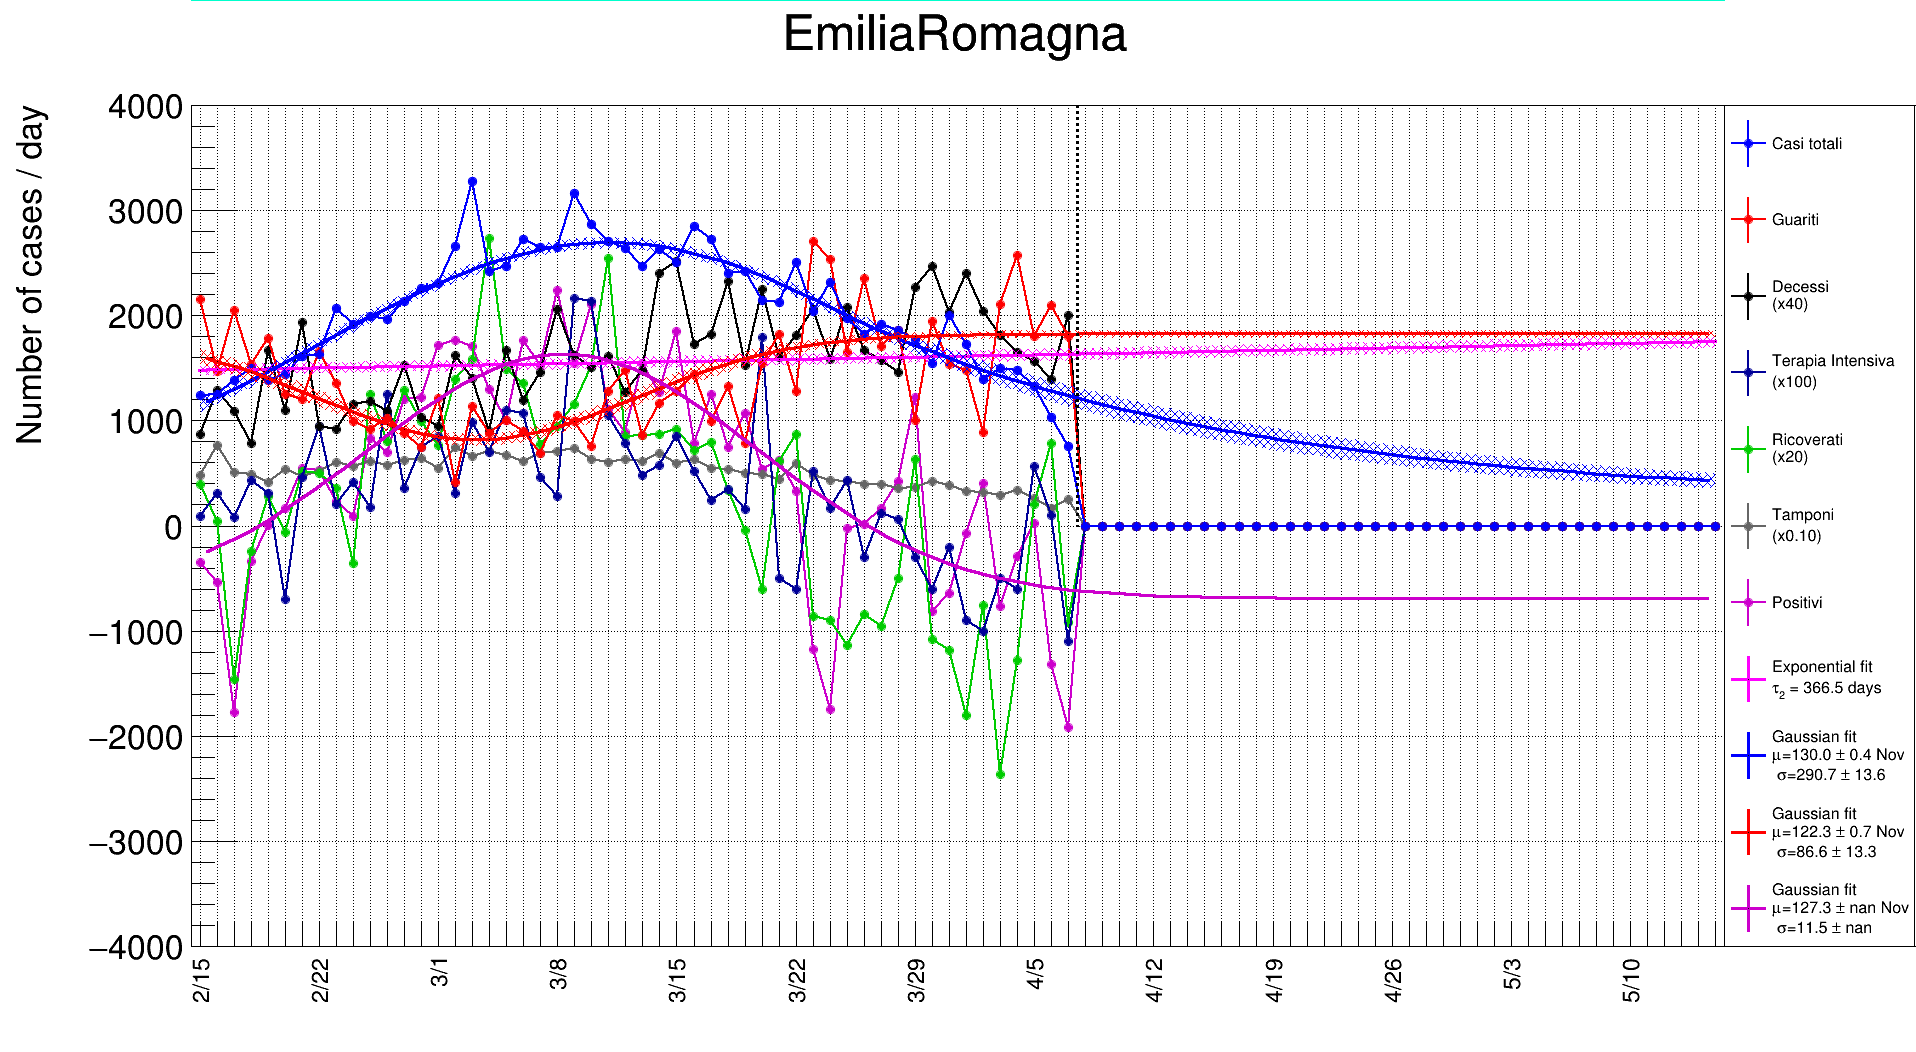 EmiliaRomagna
Number of cases / day
4000
3000
2000
1000
0
−1000
−2000
−3000
−4000
2/15
2/22
3/1
3/8
3/15
3/22
3/29
4/5
4/12
4/19
4/26
5/3
5/10
Casi totali
Guariti
Decessi
(x40)
Terapia Intensiva
(x100)
Ricoverati
(x20)
Tamponi
(x0.10)
Positivi
Exponential fit
τ2 = 366.5 days
Gaussian fit
μ=130.0 ± 0.4 Nov
σ=290.7 ± 13.6
Gaussian fit
μ=122.3 ± 0.7 Nov
σ=86.6 ± 13.3
Gaussian fit
μ=127.3 ± nan Nov
σ=11.5 ± nan